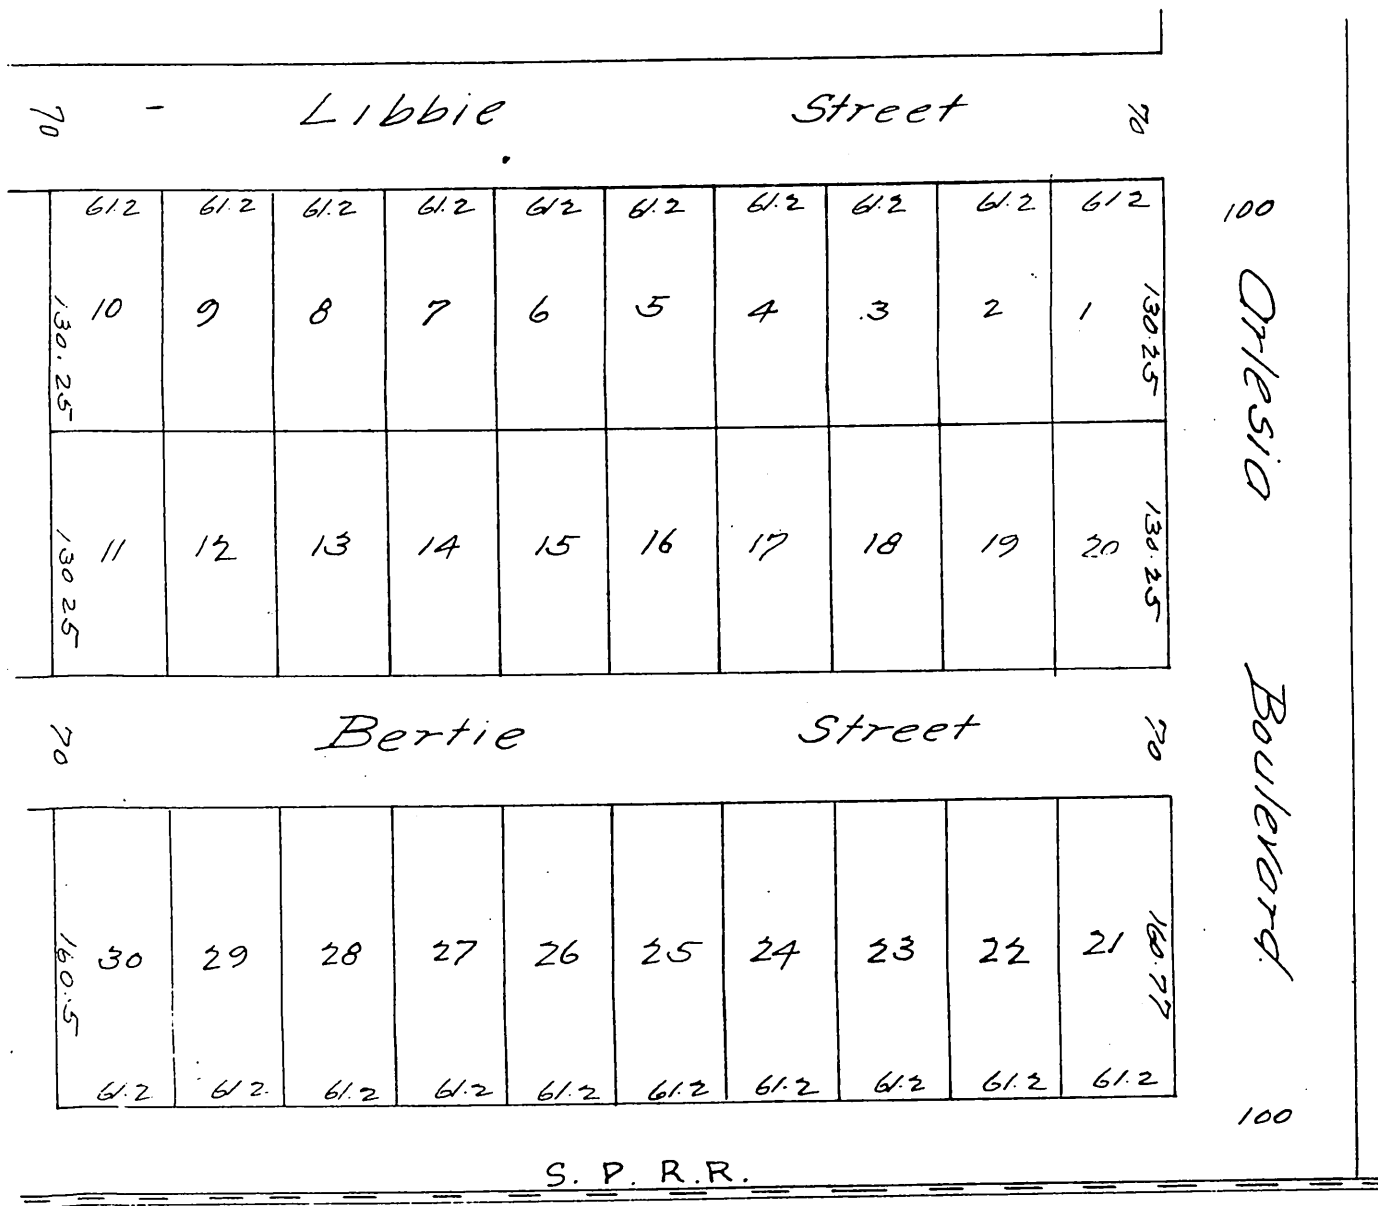 70 - Libbie Street 70
61.2 61.2 61.2 61.2 61.2 61.2 61.2 61.2 61.2 612
100
130.25 10 9 8 7 6 5 4 3 2 1 130.25
Orlesia Boulevard
130 25 11 12 13 14 15 16 17 18 19 20 130.25
70 Bertie Street 70
160.5 30 29 28 27 26 25 24 23 22 21 160.77
61.2 61.2 61.2 61.2 61.2 61.2 61.2 61.2 61.2 61.2
100
S. P. R.R.